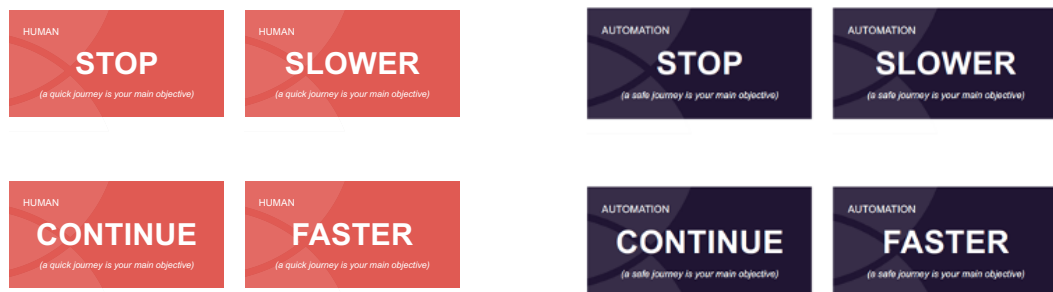 HUMAN
STOP
(a quick journey is your main objective)
HUMAN
SLOWER
(a quick journey is your main objective)
AUTOMATION
STOP
(a safe journey is your main objective)
AUTOMATION
SLOWER
(a safe journey is your main objective)
HUMAN
CONTINUE
(a quick journey is your main objective)
HUMAN
FASTER
(a quick journey is your main objective)
AUTOMATION
CONTINUE
(a safe journey is your main objective)
AUTOMATION
FASTER
(a safe journey is your main objective)